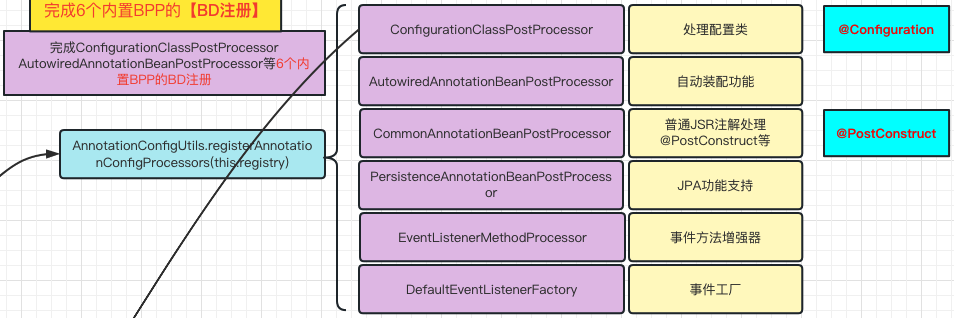 完成6个内置BPP的【BD注册】
完成ConfigurationClassPostProcessor
AutowiredAnnotationBeanPostProcessor等6个内
置BPP的BD注册
AnnotationConfigUtils.registerAnnotatio
nConfigProcessors(this.registry)
ConfigurationClassPostProcessor
处理配置类
@Configuration
AutowiredAnnotationBeanPostProcessor
自动装配功能
CommonAnnotationBeanPostProcessor
普通JSR注解处理
@PostConstruct等
@PostConstruct
PersistenceAnnotationBeanPostProcess
or
JPA功能支持
EventListenerMethodProcessor
事件方法增强器
DefaultEventListenerFactory
事件工厂